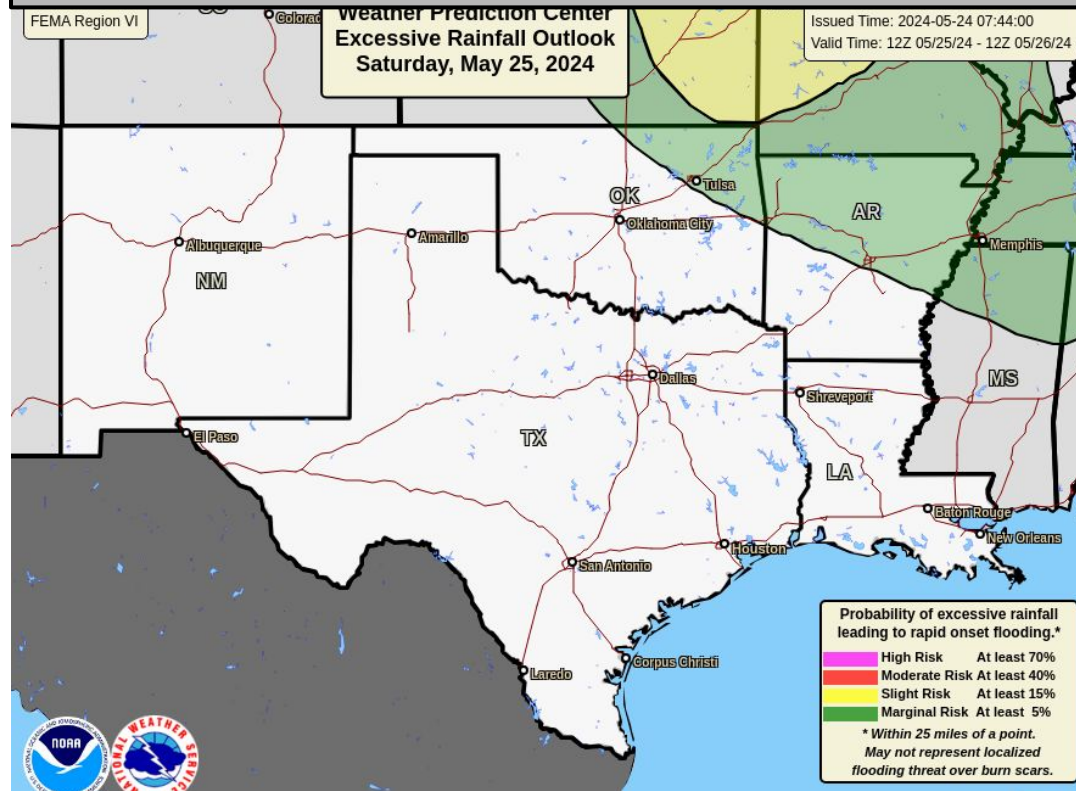 FEMA Region VI
CO
Colorad
Weather Prediction Center
Excessive Rainfall Outlook
Saturday, May 25, 2024
Issued Time: 2024-05-24 07:44:00
Valid Time: 12Z 05/25/24 - 12Z 05/26/24
Tulsa
OK
Oklahoma City
AR
Albuquerque
Amarillo
Memphis
NM
Dallas
MS
Shreveport
El Paso
TX
LA
Baton Rouge
New Orleans
Houston
San Antonio
Corpus Christi
Laredo
Probability of excessive rainfall
leading to rapid onset flooding.*
High Risk At least 70%
Moderate Risk At least 40%
Slight Risk At least 15%
Marginal Risk At least 5%
* Within 25 miles of a point.
May not represent localized
flooding threat over burn scars.
NOAA
NATIONAL WEATHER SERVICE